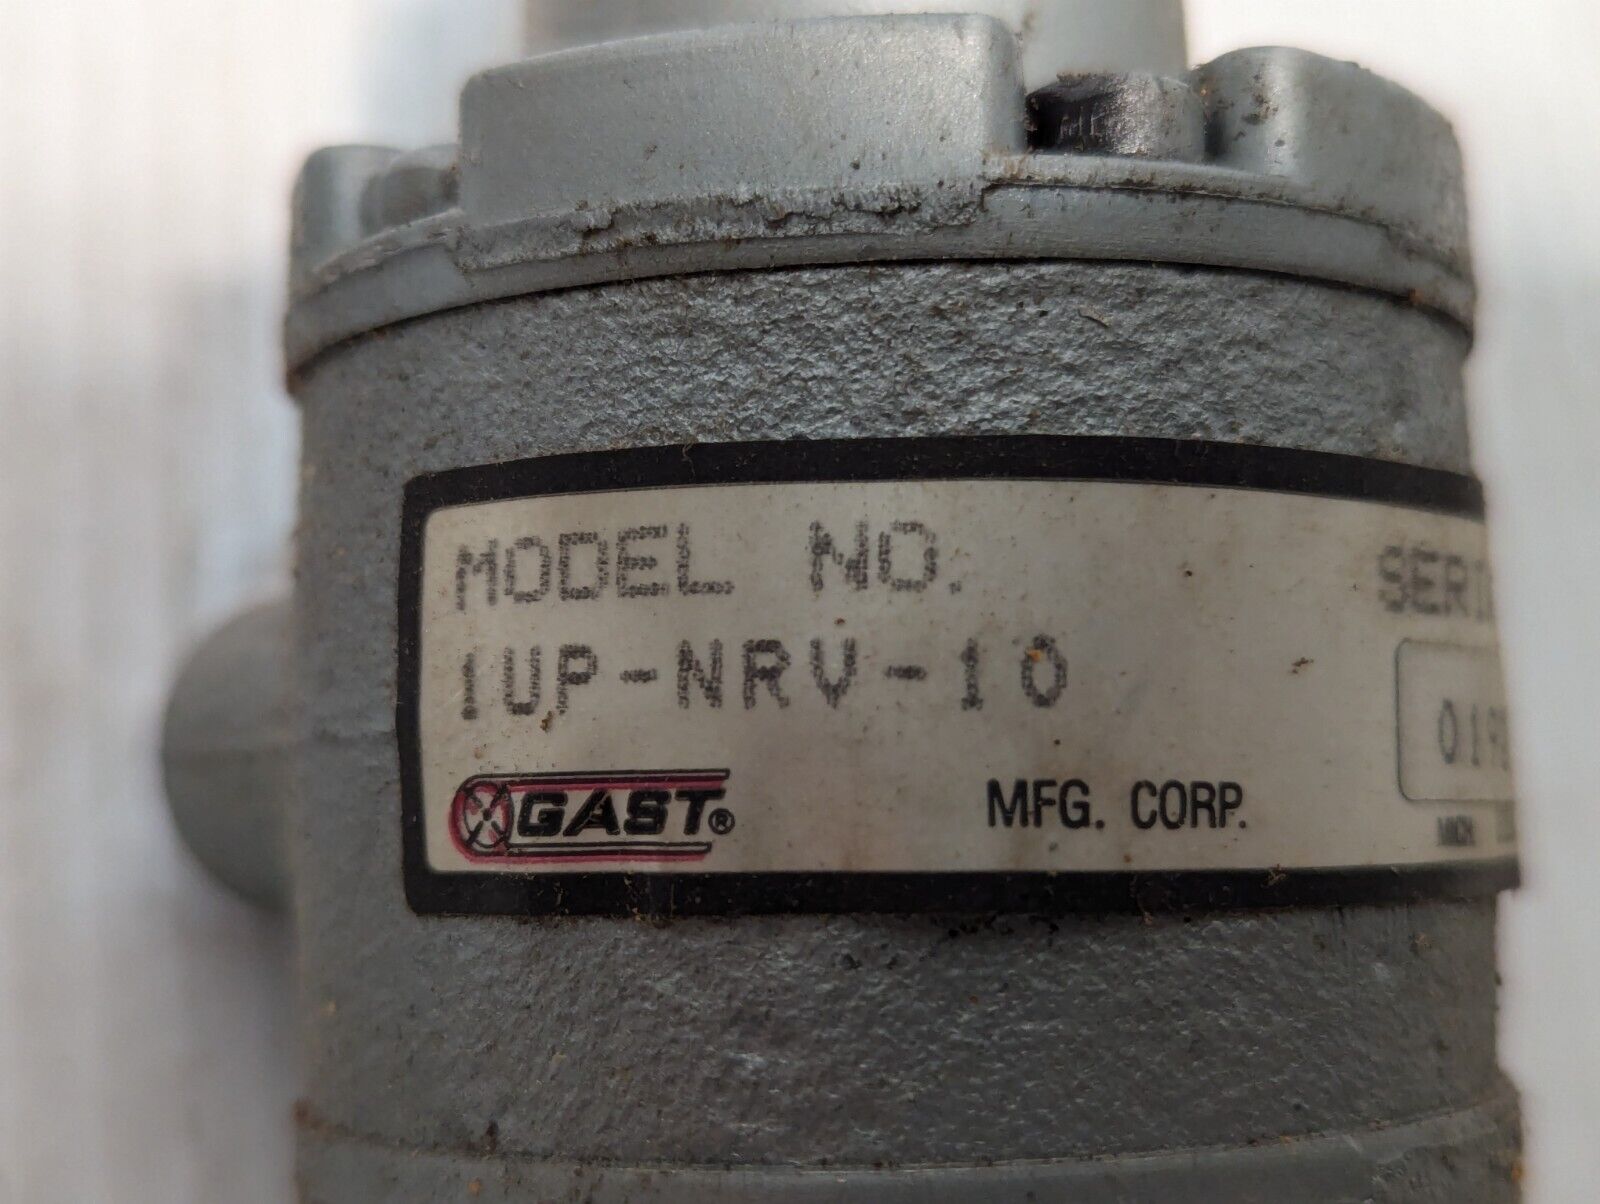 MODEL NO.
1UP-NRV-10
GAST®
MFG. CORP.